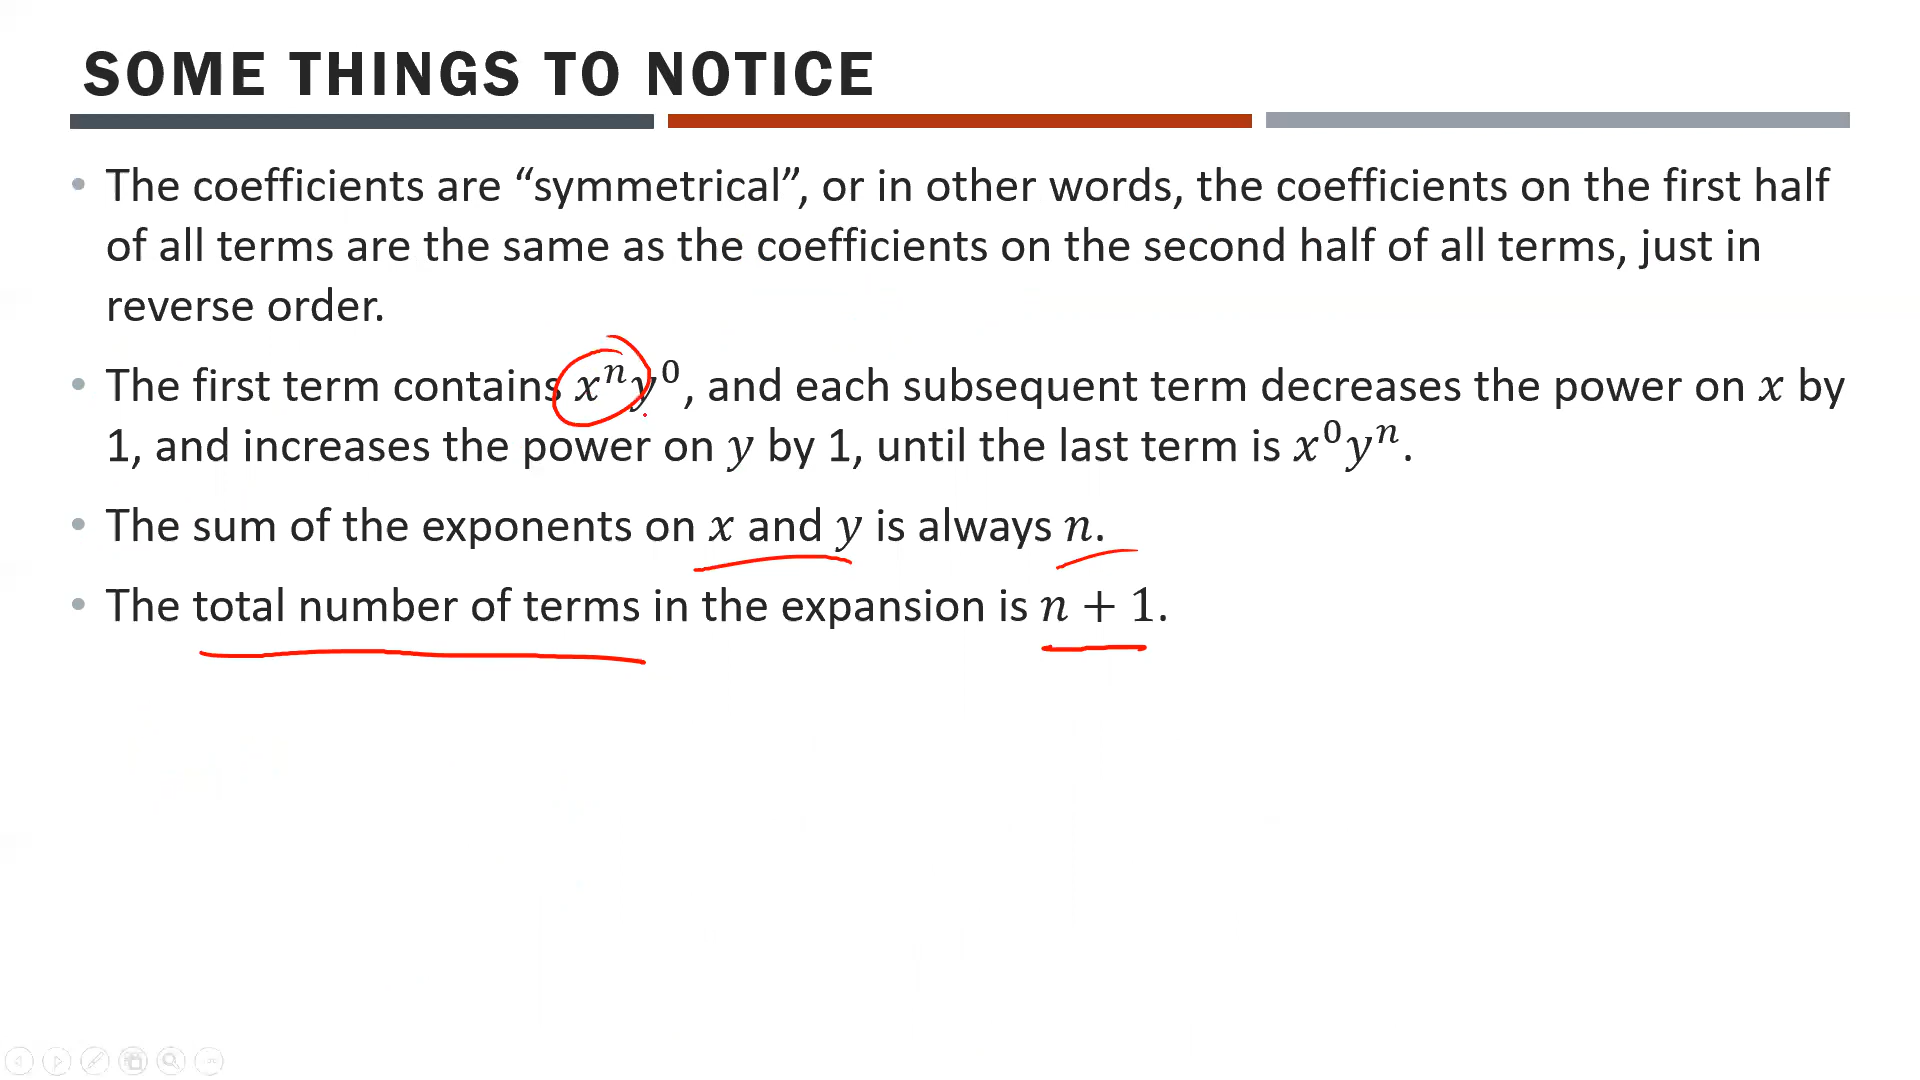 SOME THINGS TO NOTICE
• The coefficients are “symmetrical”, or in other words, the coefficients on the first half
of all terms are the same as the coefficients on the second half of all terms, just in
reverse order.
• The first term contains xⁿy⁰, and each subsequent term decreases the power on x by
1, and increases the power on y by 1, until the last term is x⁰yⁿ.
• The sum of the exponents on x and y is always n.
• The total number of terms in the expansion is n + 1.